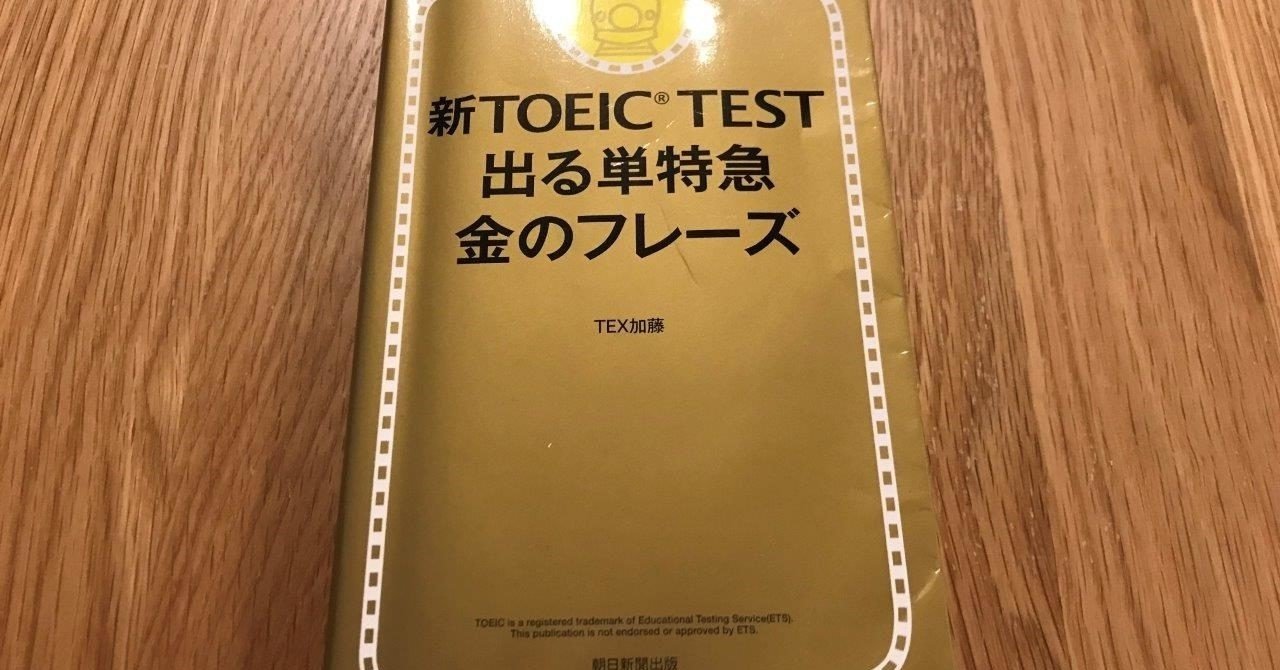 新TOEIC® TEST
出る単特急
金のフレーズ
TEX加藤
TOEIC is a registered trademark of Educational Testing Service(ETS).
This publication is not endorsed or approved by ETS.
朝日新聞出版